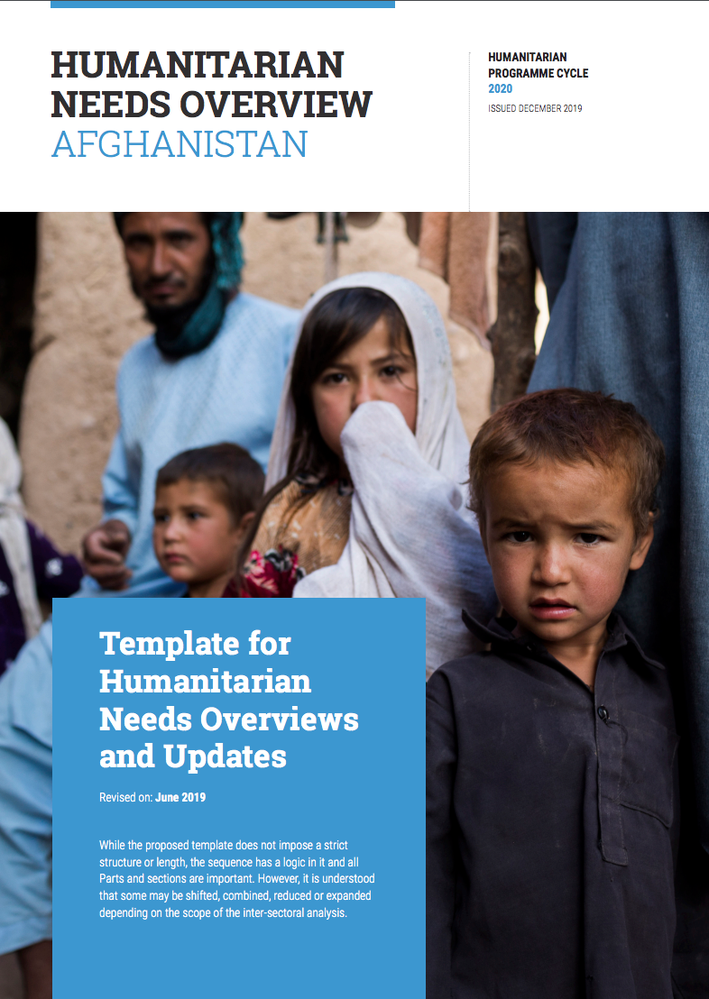 HUMANITARIAN
NEEDS OVERVIEW
AFGHANISTAN
HUMANITARIAN
PROGRAMME CYCLE
2020
ISSUED DECEMBER 2019
Template for
Humanitarian
Needs Overviews
and Updates
Revised on: June 2019
While the proposed template does not impose a strict
structure or length, the sequence has a logic in it and all
Parts and sections are important. However, it is understood
that some may be shifted, combined, reduced or expanded
depending on the scope of the inter-sectoral analysis.